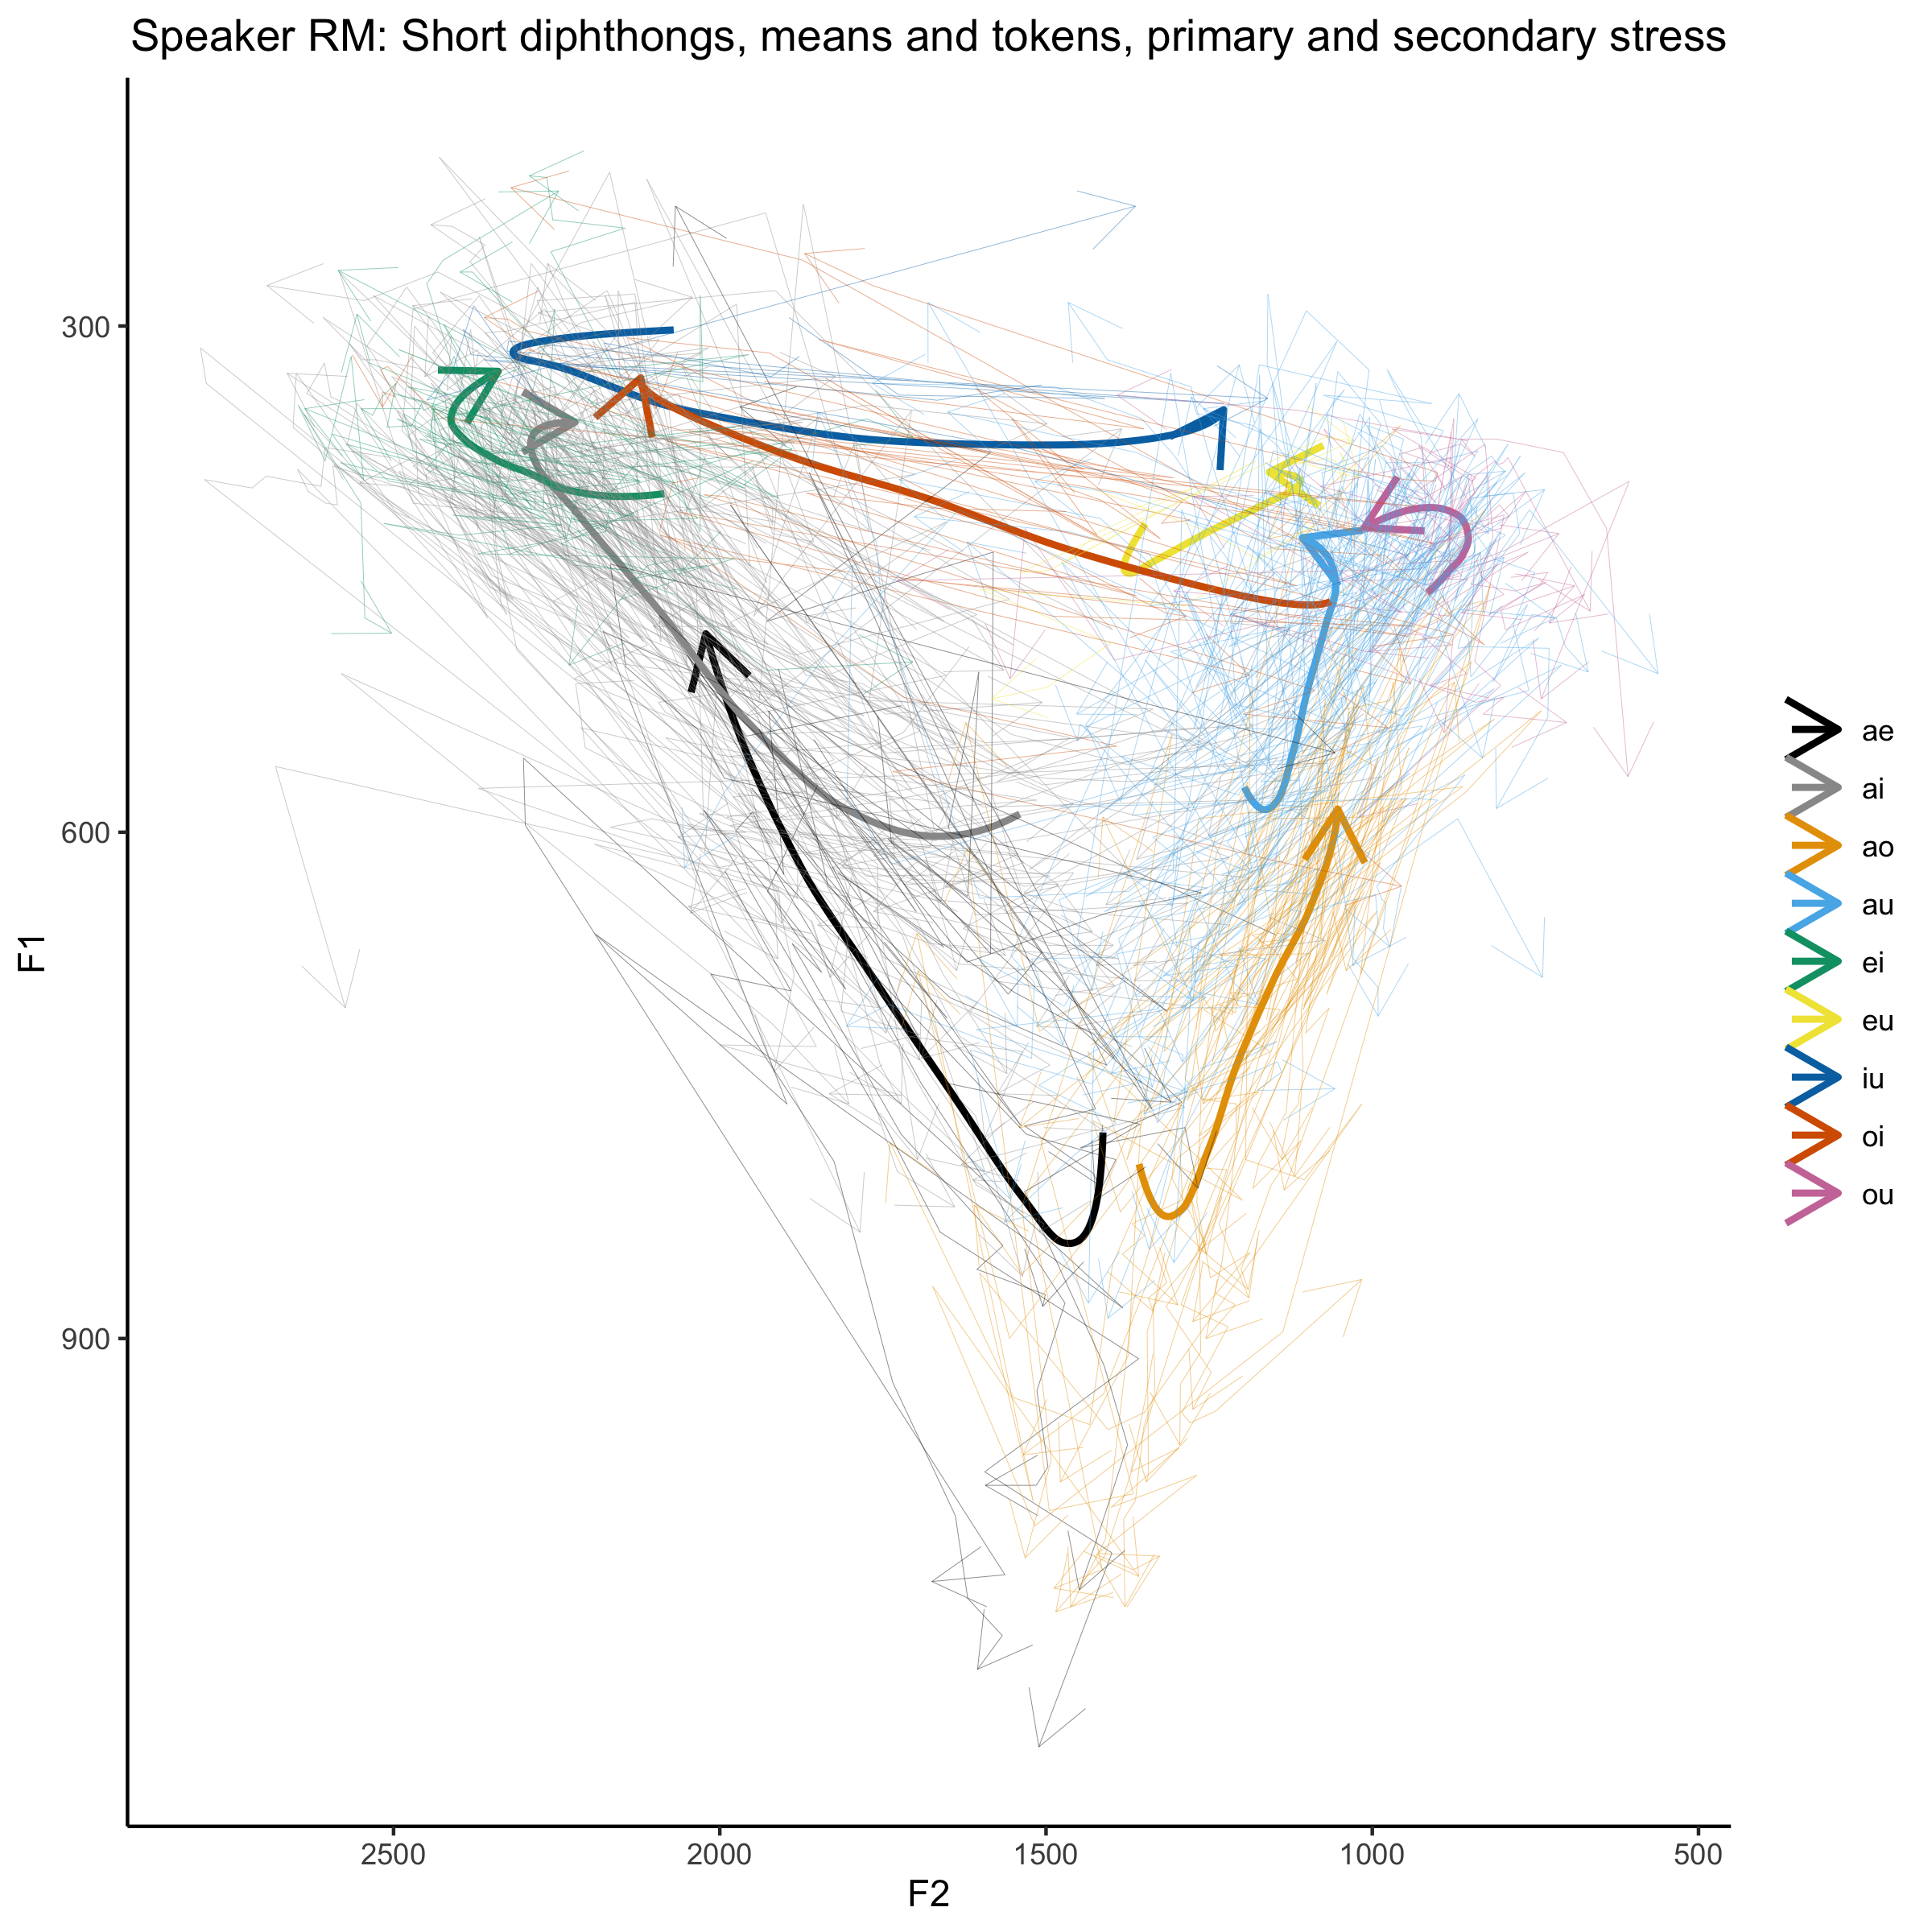 Speaker RM: Short diphthongs, means and tokens, primary and secondary stress
300
600
900
F1
2500
2000
1500
1000
500
F2
ae
ai
ao
au
ei
eu
iu
oi
ou